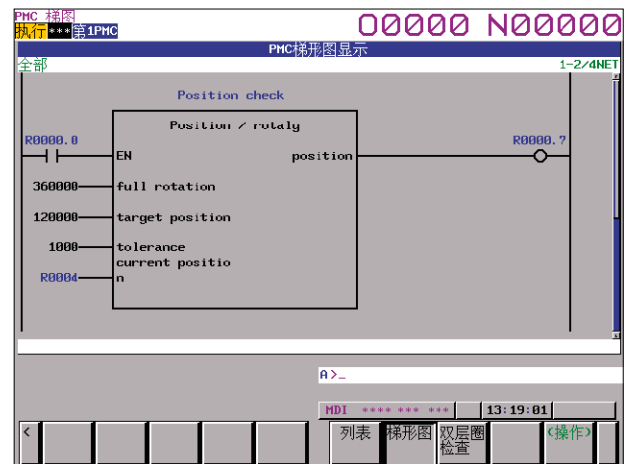 PMC 梯图
O0000 N00000
执行 *** 第1PMC
PMC梯形图显示
全部 1-2/4NET
Position check
Position / rotaly
R0000.0 R0000.7
EN position
360000 full rotation
120000 target position
1000 tolerance
current positio
R0004 n
A>_
MDI **** *** *** 13:19:01
< 列表 梯形图 双层圈 (操作)
检查